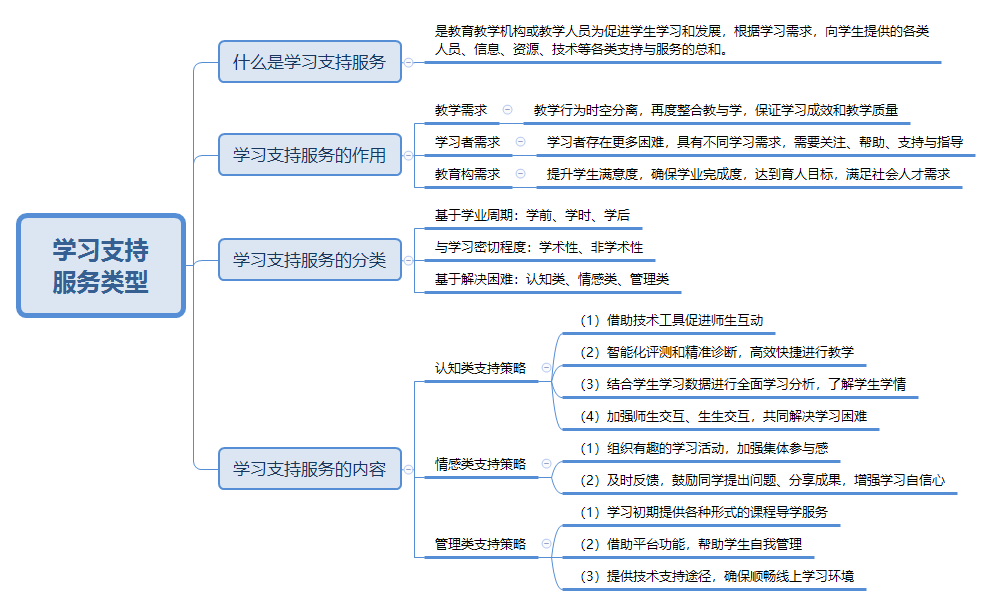 学习支持
服务类型
什么是学习支持服务
是教育教学机构或教学人员为促进学生学习和发展，根据学习需求，向学生提供的各类
人员、信息、资源、技术等各类支持与服务的总和。
学习支持服务的作用
教学需求
教学行为时空分离，再度整合教与学，保证学习成效和教学质量
学习者需求
学习者存在更多困难，具有不同学习需求，需要关注、帮助、支持与指导
教育构需求
提升学生满意度，确保学业完成度，达到育人目标，满足社会人才需求
学习支持服务的分类
基于学业周期：学前、学时、学后
与学习密切程度：学术性、非学术性
基于解决困难：认知类、情感类、管理类
学习支持服务的内容
认知类支持策略
（1）借助技术工具促进师生互动
（2）智能化评测和精准诊断，高效快捷进行教学
（3）结合学生学习数据进行全面学习分析，了解学生学情
（4）加强师生交互、生生交互，共同解决学习困难
情感类支持策略
（1）组织有趣的学习活动，加强集体参与感
（2）及时反馈，鼓励同学提出问题、分享成果，增强学习自信心
管理类支持策略
（1）学习初期提供各种形式的课程导学服务
（2）借助平台功能，帮助学生自我管理
（3）提供技术支持途径，确保顺畅线上学习环境